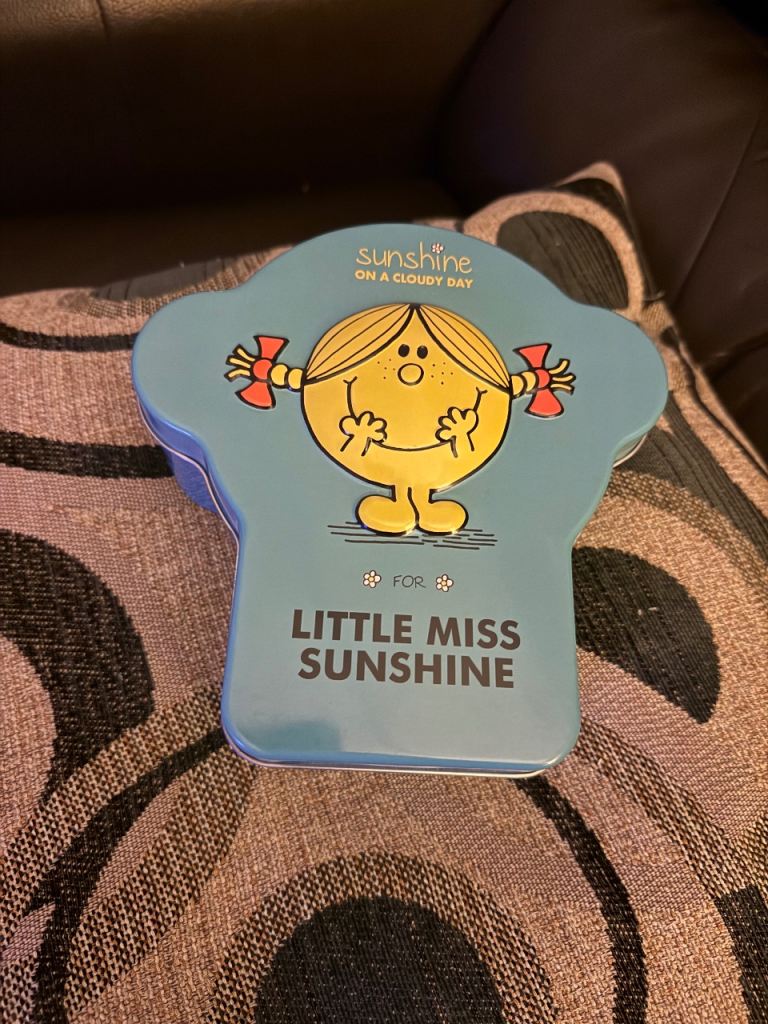 sunshine
ON A CLOUDY DAY
FOR
LITTLE MISS
SUNSHINE